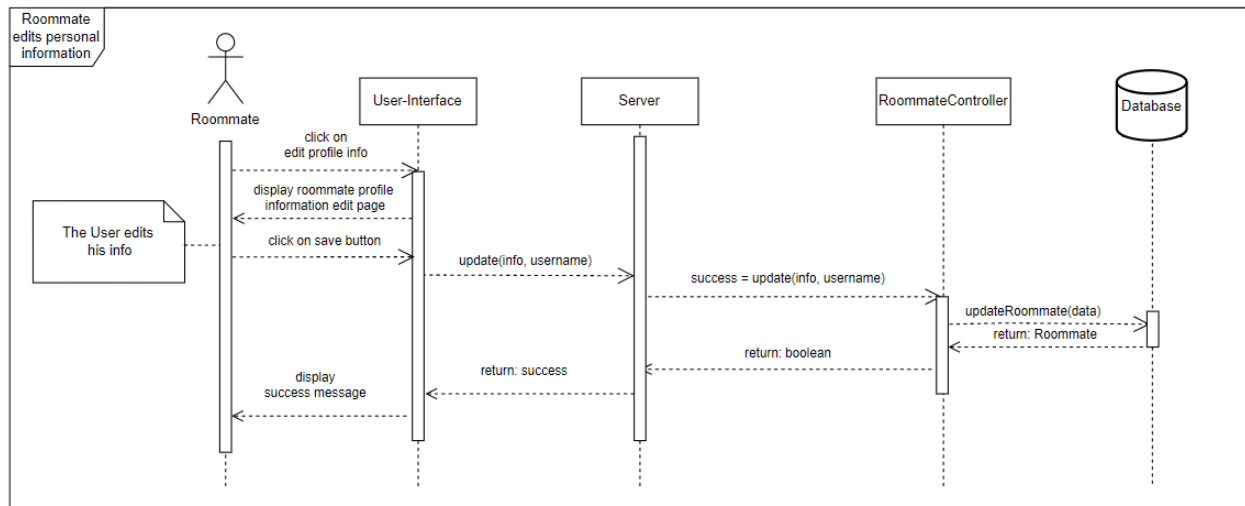 Roommate
edits personal
information
Roommate
User-Interface
Server
RoommateController
Database
click on
edit profile info
display roommate profile
information edit page
The User edits
his info
click on save button
update(info, username)
success = update(info, username)
updateRoommate(data)
return: Roommate
return: boolean
return: success
display
success message